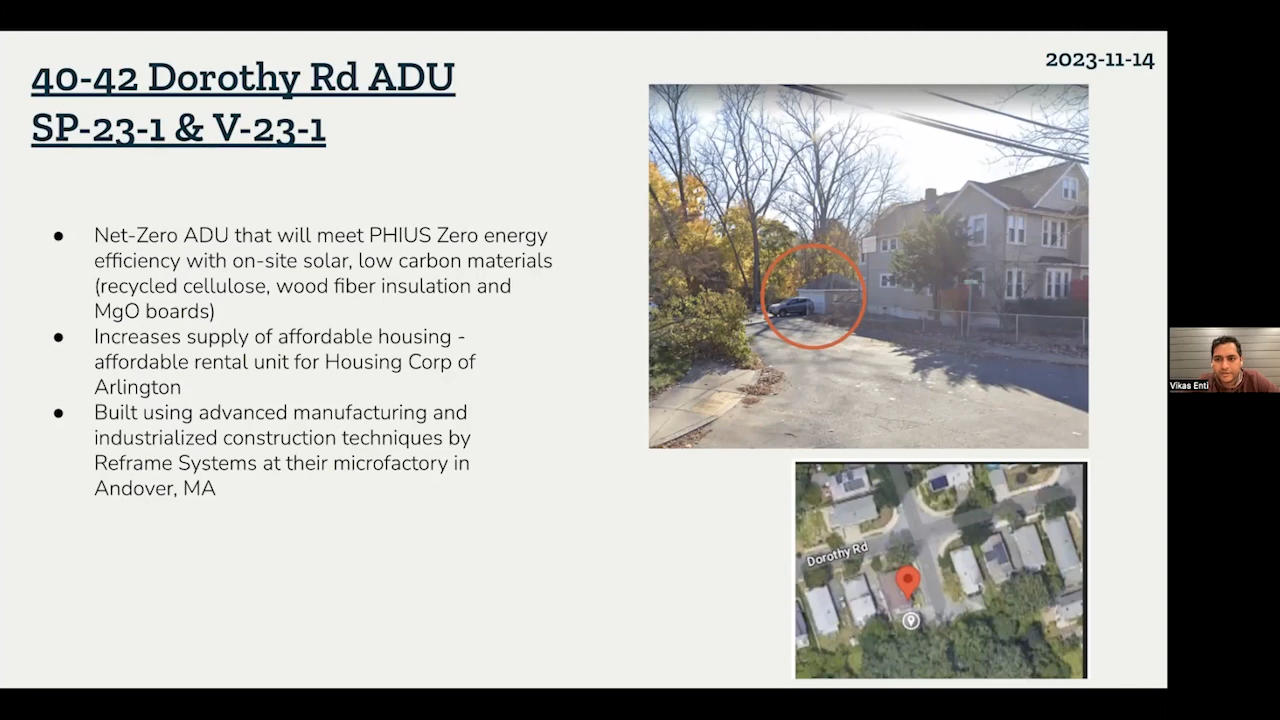 40-42 Dorothy Rd ADU
SP-23-1 & V-23-1
2023-11-14
● Net-Zero ADU that will meet PHIUS Zero energy
efficiency with on-site solar, low carbon materials
(recycled cellulose, wood fiber insulation and
MgO boards)
● Increases supply of affordable housing -
affordable rental unit for Housing Corp of
Arlington
● Built using advanced manufacturing and
industrialized construction techniques by
Reframe Systems at their microfactory in
Andover, MA
Dorothy Rd
Vikas Enti